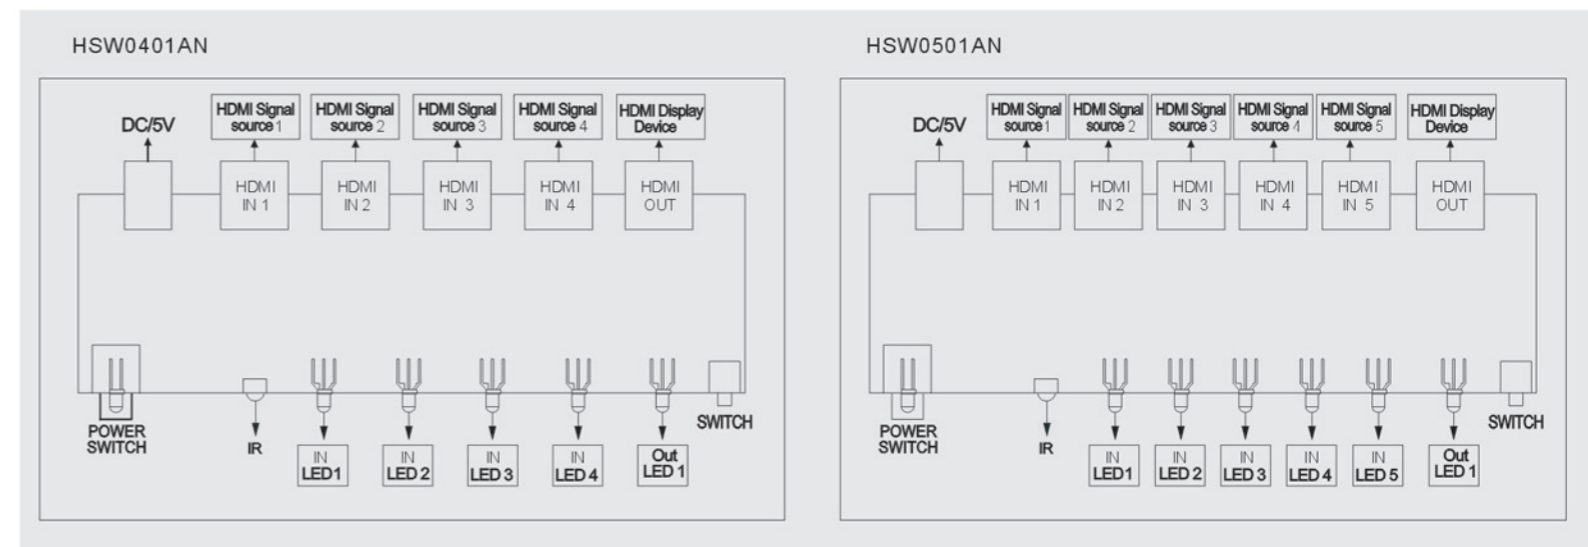 HSW0401AN
DC/5V
HDMI Signal
source 1
HDMI Signal
source 2
HDMI Signal
source 3
HDMI Signal
source 4
HDMI Display
Device
HDMI
IN 1
HDMI
IN 2
HDMI
IN 3
HDMI
IN 4
HDMI
OUT
POWER
SWITCH
IR
IN
LED1
IN
LED 2
IN
LED 3
IN
LED 4
Out
LED 1
SWITCH
HSW0501AN
DC/5V
HDMI Signal
source 1
HDMI Signal
source 2
HDMI Signal
source 3
HDMI Signal
source 4
HDMI Signal
source 5
HDMI Display
Device
HDMI
IN 1
HDMI
IN 2
HDMI
IN 3
HDMI
IN 4
HDMI
IN 5
HDMI
OUT
POWER
SWITCH
IR
IN
LED1
IN
LED 2
IN
LED 3
IN
LED 4
IN
LED 5
Out
LED 1
SWITCH